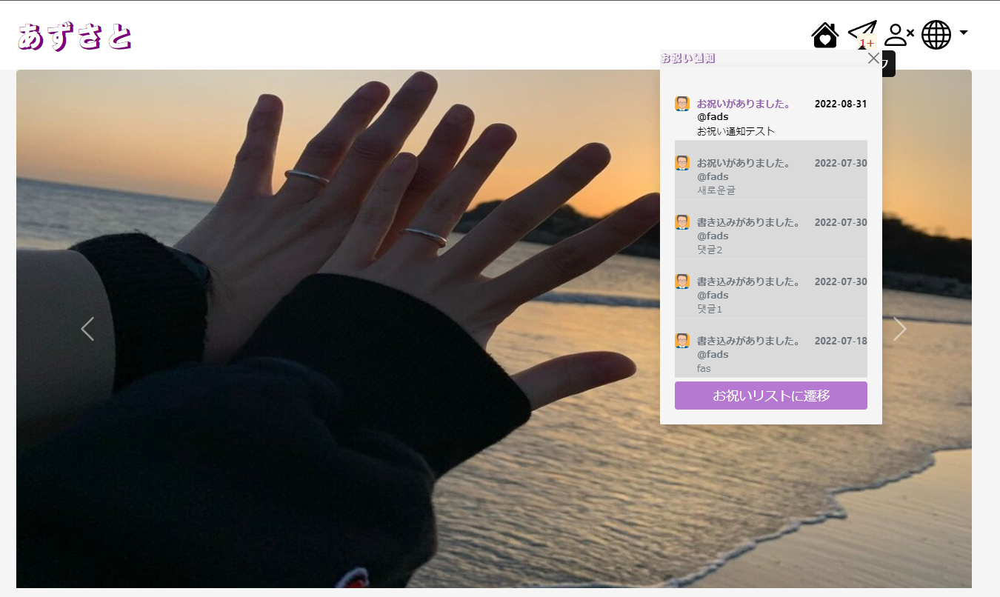 あずさと
1+
お祝い通知
お祝いがありました。 2022-08-31
@fads
お祝い通知テスト
お祝いがありました。 2022-07-30
@fads
새로운글
書き込みがありました。 2022-07-30
@fads
댓글2
書き込みがありました。 2022-07-30
@fads
댓글1
書き込みがありました。 2022-07-18
@fads
fas
お祝いリストに遷移